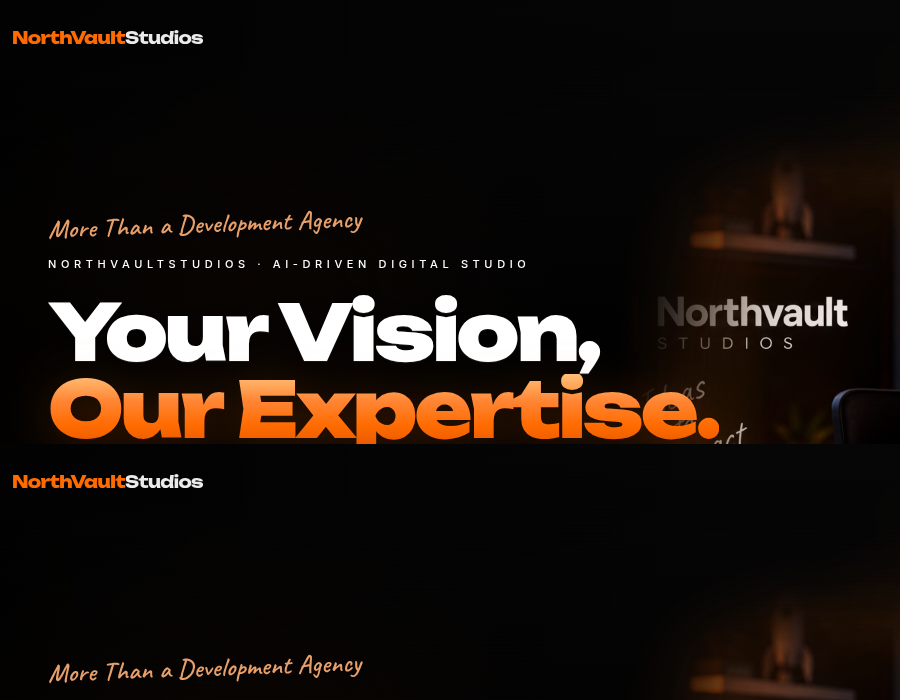 NorthVaultStudios
More Than a Development Agency
NORTHVAULTSTUDIOS · AI-DRIVEN DIGITAL STUDIO
Your Vision,
Our Expertise.
Northvault
STUDIOS
NorthVaultStudios
More Than a Development Agency